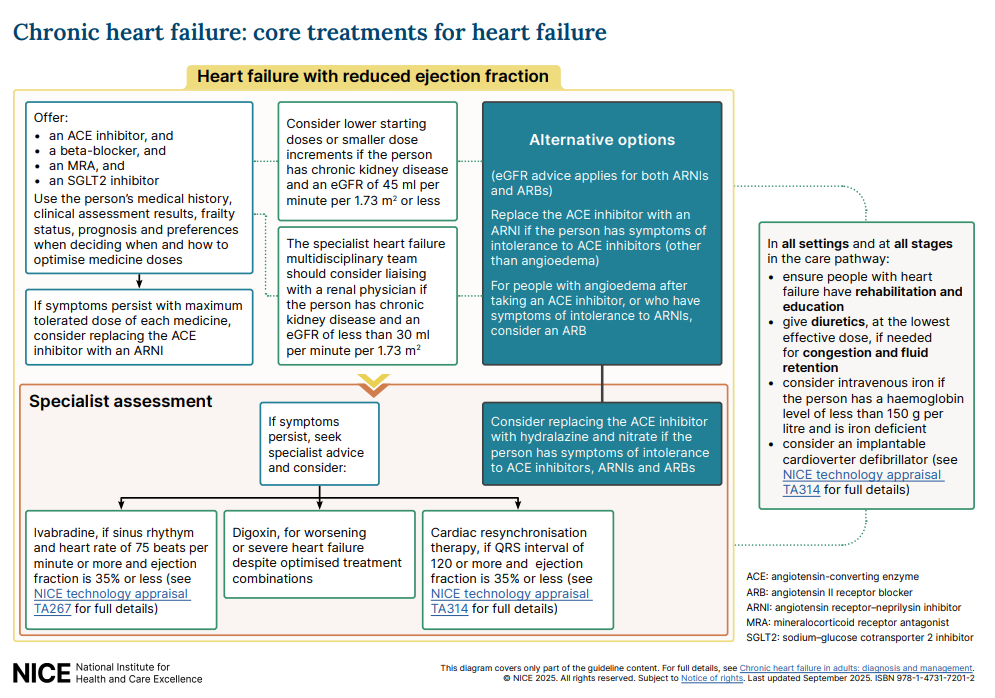 Chronic heart failure: core treatments for heart failure
Heart failure with reduced ejection fraction
Offer:
• an ACE inhibitor, and
• a beta-blocker, and
• an MRA, and
• an SGLT2 inhibitor
Use the person's medical history,
clinical assessment results, frailty
status, prognosis and preferences
when deciding when and how to
optimise medicine doses
If symptoms persist with maximum
tolerated dose of each medicine,
consider replacing the ACE
inhibitor with an ARNI
Consider lower starting
doses or smaller dose
increments if the person
has chronic kidney disease
and an eGFR of 45 ml per
minute per 1.73 m² or less
The specialist heart failure
multidisciplinary team
should consider liaising
with a renal physician if
the person has chronic
kidney disease and an
eGFR of less than 30 ml
per minute per 1.73 m²
Alternative options
(eGFR advice applies for both ARNIs
and ARBs)
Replace the ACE inhibitor with an
ARNI if the person has symptoms of
intolerance to ACE inhibitors (other
than angioedema)
For people with angioedema after
taking an ACE inhibitor, or who have
symptoms of intolerance to ARNIs,
consider an ARB
Specialist assessment
If symptoms
persist, seek
specialist advice
and consider:
Consider replacing the ACE inhibitor
with hydralazine and nitrate if the
person has symptoms of intolerance
to ACE inhibitors, ARNIs and ARBs
Ivabradine, if sinus rhythm
and heart rate of 75 beats per
minute or more and ejection
fraction is 35% or less (see
NICE technology appraisal
TA267 for full details)
Digoxin, for worsening
or severe heart failure
despite optimised treatment
combinations
Cardiac resynchronisation
therapy, if QRS interval of
120 or more and ejection
fraction is 35% or less (see
NICE technology appraisal
TA314 for full details)
In all settings and at all stages
in the care pathway:
• ensure people with heart
failure have rehabilitation and
education
• give diuretics, at the lowest
effective dose, if needed
for congestion and fluid
retention
• consider intravenous iron if
the person has a haemoglobin
level of less than 150 g per
litre and is iron deficient
• consider an implantable
cardioverter defibrillator (see
NICE technology appraisal
TA314 for full details)
ACE: angiotensin-converting enzyme
ARB: angiotensin II receptor blocker
ARNI: angiotensin receptor–neprilysin inhibitor
MRA: mineralocorticoid receptor antagonist
SGLT2: sodium–glucose cotransporter 2 inhibitor
NICE National Institute for
Health and Care Excellence
This diagram covers only part of the guideline content. For full details, see Chronic heart failure in adults: diagnosis and management.
© NICE 2025. All rights reserved. Subject to Notice of rights. Last updated September 2025. ISBN 978-1-4731-7201-2